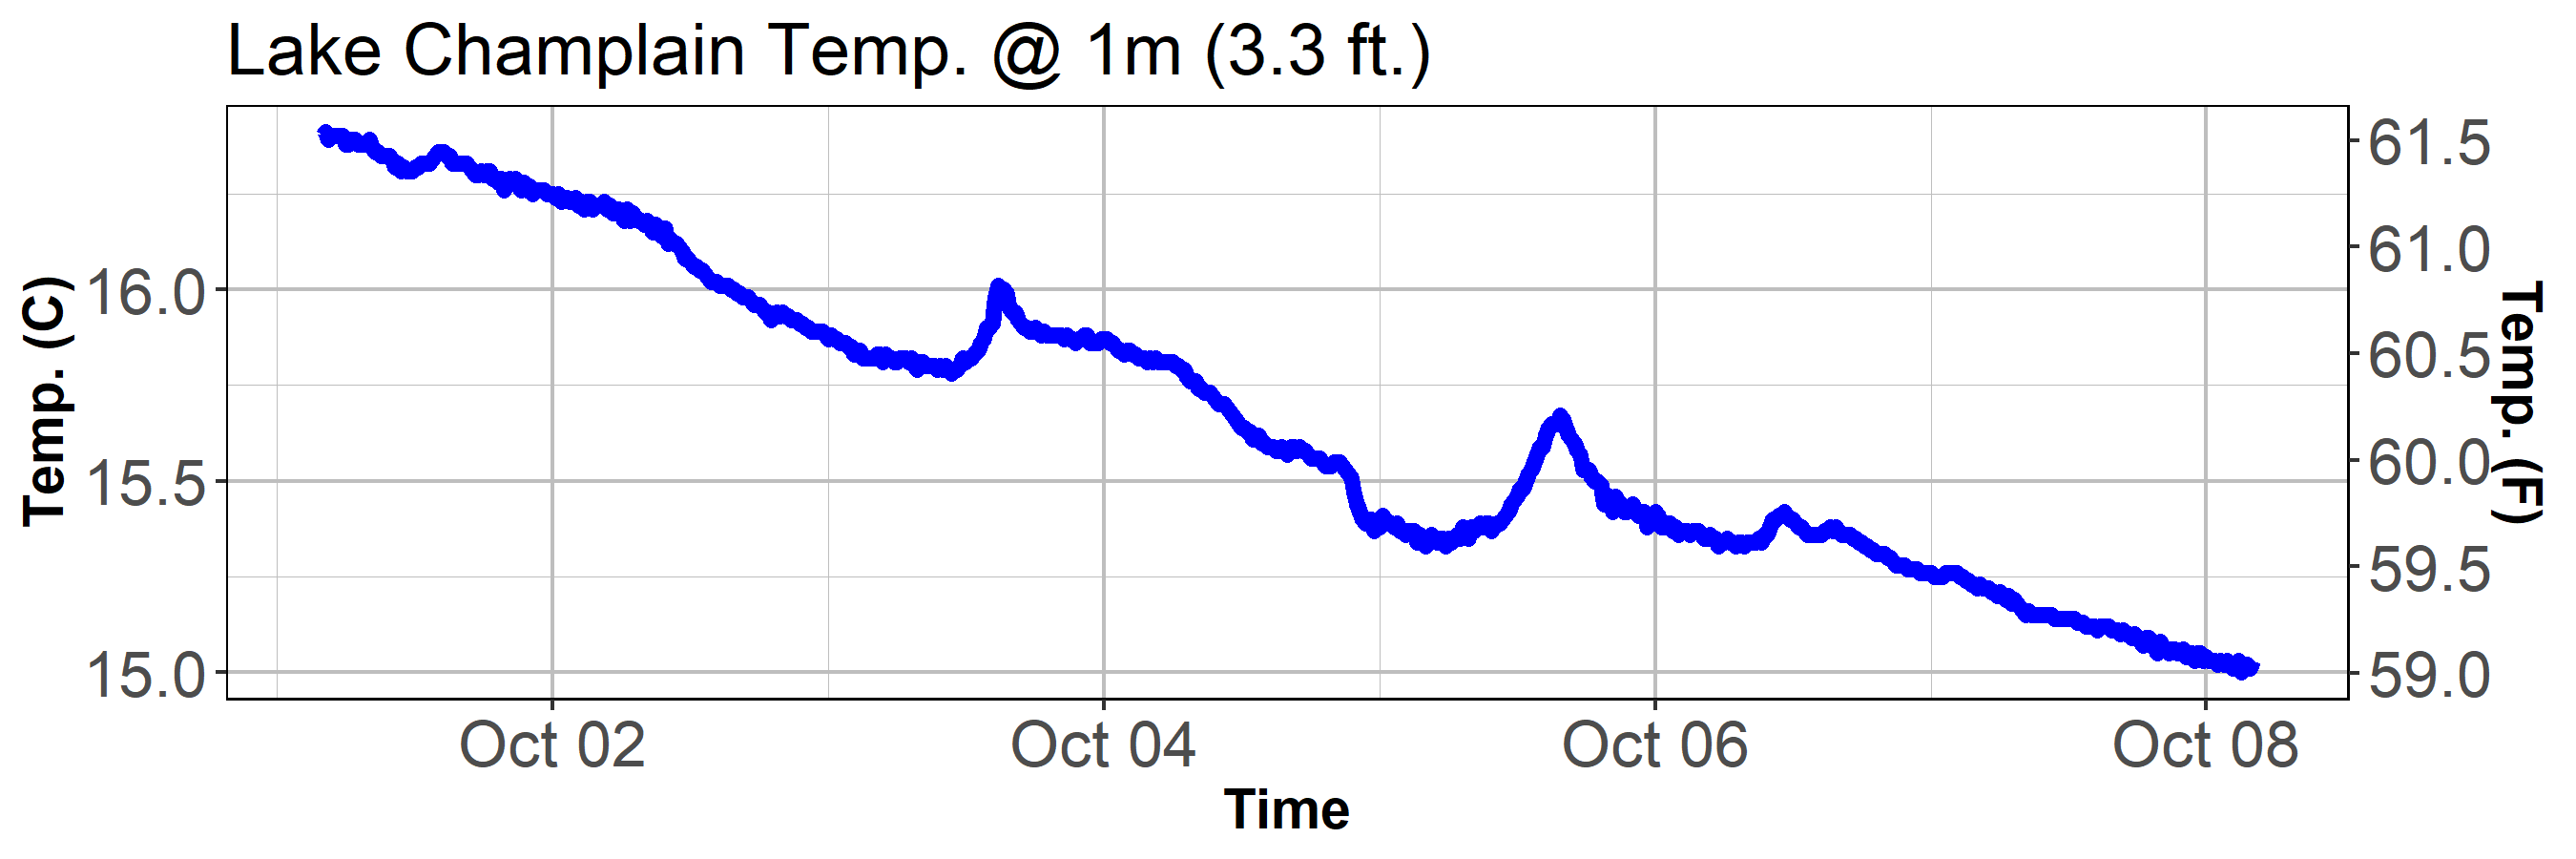 Lake Champlain Temp. @ 1m (3.3 ft.)
Temp. (C)
16.0
15.5
15.0
61.5
61.0
60.5
60.0
59.5
59.0
Temp. (F)
Oct 02 Oct 04 Oct 06 Oct 08
Time